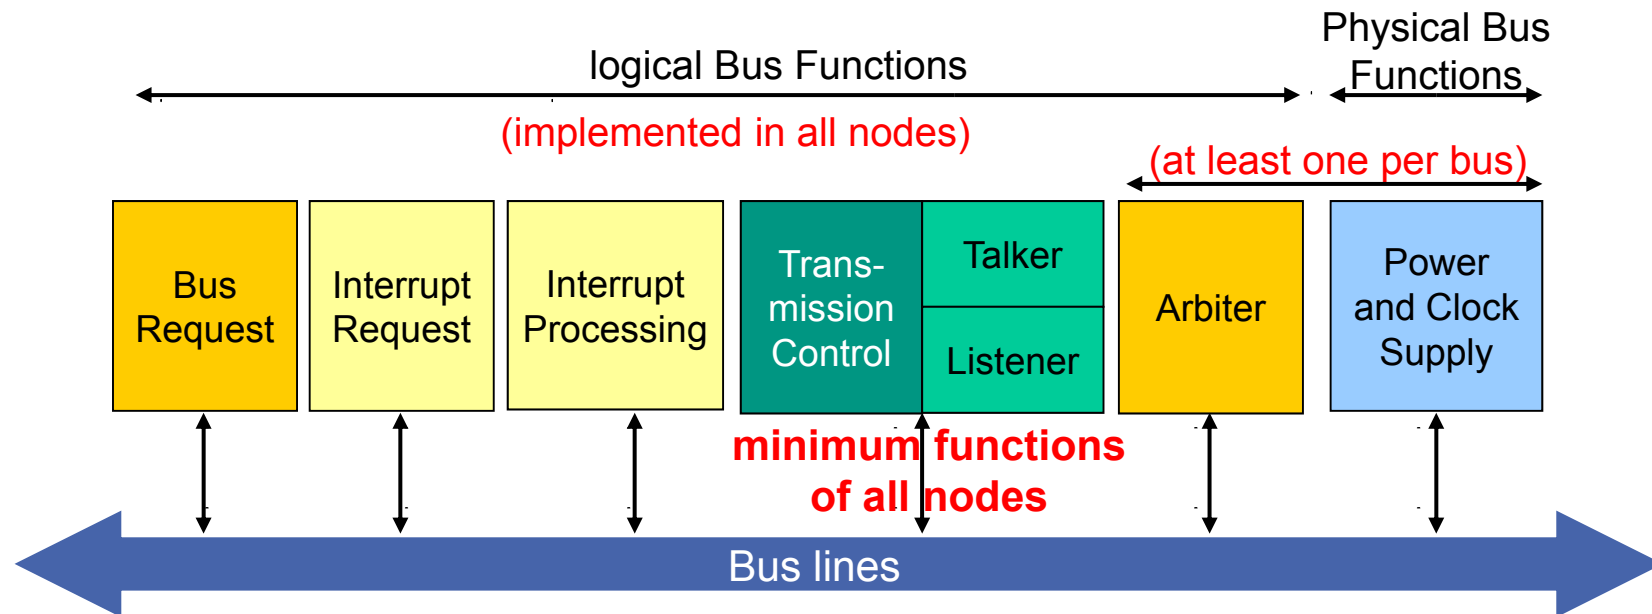 Physical Bus
Functions
logical Bus Functions
(implemented in all nodes)
(at least one per bus)
Bus
Request
Interrupt
Request
Interrupt
Processing
Trans-
mission
Control
Talker
Listener
Arbiter
Power
and Clock
Supply
minimum functions
of all nodes
Bus lines